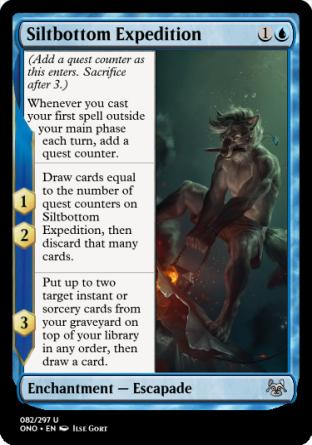 Siltbottom Expedition 1
(Add a quest counter as
this enters. Sacrifice
after 3.)
Whenever you cast
your first spell outside
your main phase
each turn, add a
quest counter.
1
2
Draw cards equal
to the number of
quest counters on
Siltbottom
Expedition, then
discard that many
cards.
3
Put up to two
target instant or
sorcery cards from
your graveyard on
top of your library
in any order, then
draw a card.
Enchantment — Escapade
082/297 U
ONO • EN Ilse Gort